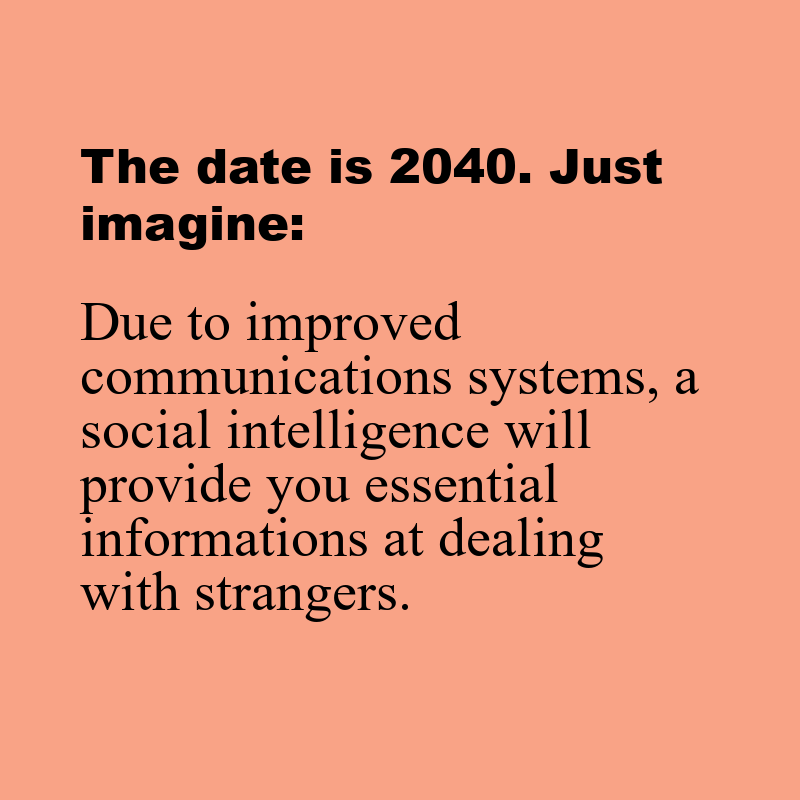 The date is 2040. Just
imagine:
Due to improved
communications systems, a
social intelligence will
provide you essential
informations at dealing
with strangers.